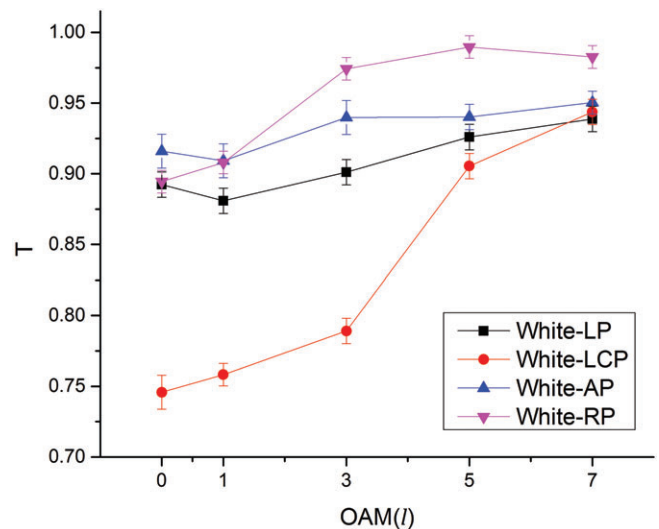 1.00
0.95
0.90
0.85
0.80
0.75
0.70
T
0 1 3 5 7
OAM(l)
White-LP
White-LCP
White-AP
White-RP